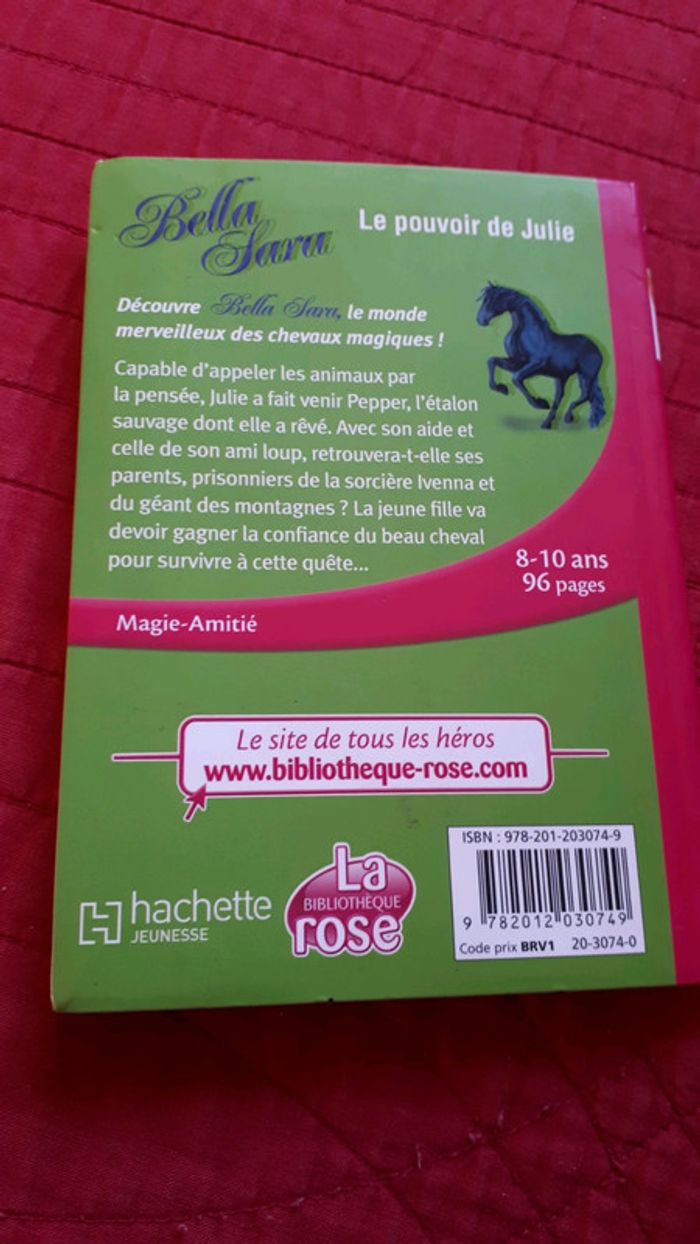 Bella Sara
Le pouvoir de Julie
Découvre Bella Sara, le monde
merveilleux des chevaux magiques !
Capable d'appeler les animaux par
la pensée, Julie a fait venir Pepper, l'étalon
sauvage dont elle a rêvé. Avec son aide et
celle de son ami loup, retrouvera-t-elle ses
parents, prisonniers de la sorcière Ivenna et
du géant des montagnes ? La jeune fille va
devoir gagner la confiance du beau cheval
pour survivre à cette quête...
8-10 ans
96 pages
Magie-Amitié
Le site de tous les héros
www.bibliotheque-rose.com
hachette
JEUNESSE
La
BIBLIOTHÈQUE
rose
ISBN : 978-201-203074-9
9 782012 030749
Code prix BRV1 20-3074-0